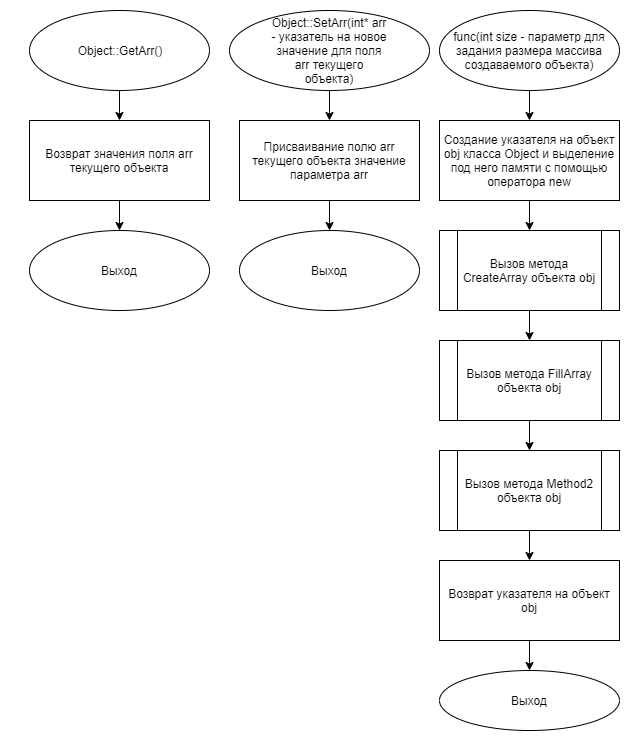 Object::GetArr()
Возврат значения поля arr
текущего объекта
Выход
Object::SetArr(int* arr
- указатель на новое
значение для поля
arr текущего
объекта)
Присваивание полю arr
текущего объекта значение
параметра arr
Выход
func(int size - параметр для
задания размера массива
создаваемого объекта)
Создание указателя на объект
obj класса Object и выделение
под него памяти с помощью
оператора new
Вызов метода
CreateArray объекта obj
Вызов метода FillArray
объекта obj
Вызов метода Method2
объекта obj
Возврат указателя на объект
obj
Выход